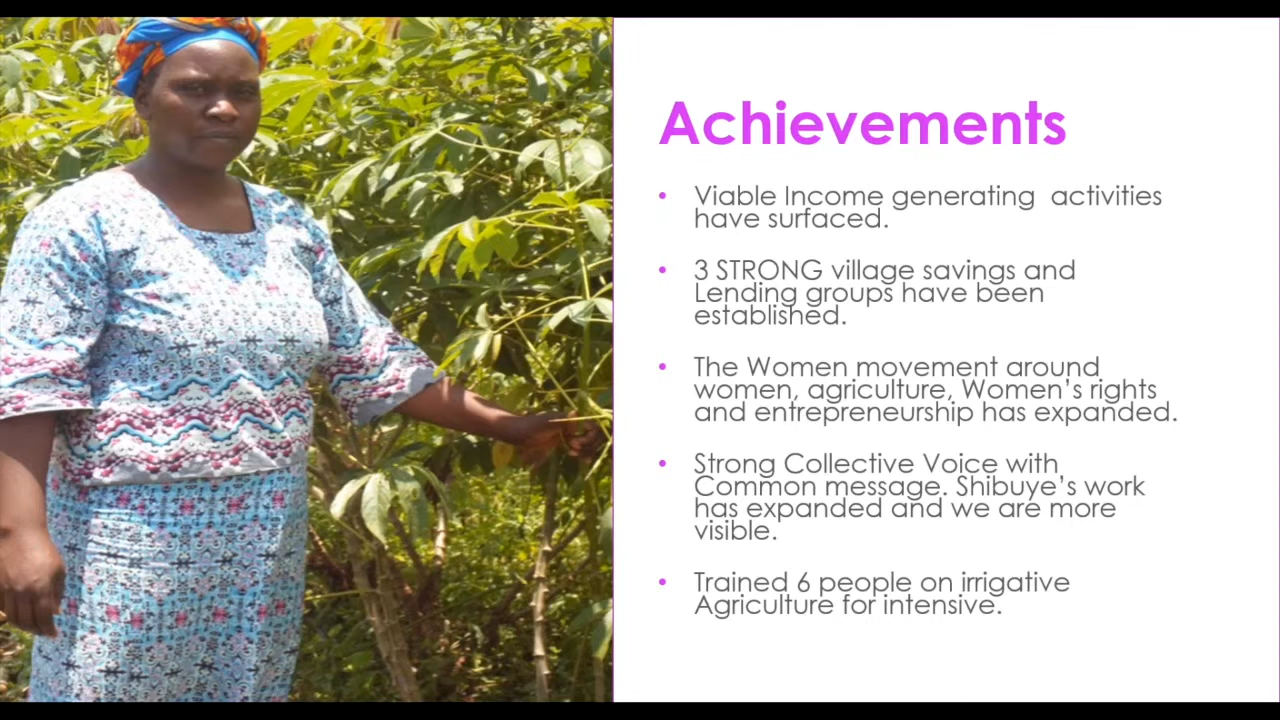 Achievements
• Viable Income generating  activities
have surfaced.
• 3 STRONG village savings and
Lending groups have been
established.
• The Women movement around
women, agriculture, Women’s rights
and entrepreneurship has expanded.
• Strong Collective Voice with
Common message. Shibuye’s work
has expanded and we are more
visible.
• Trained 6 people on irrigative
Agriculture for intensive.